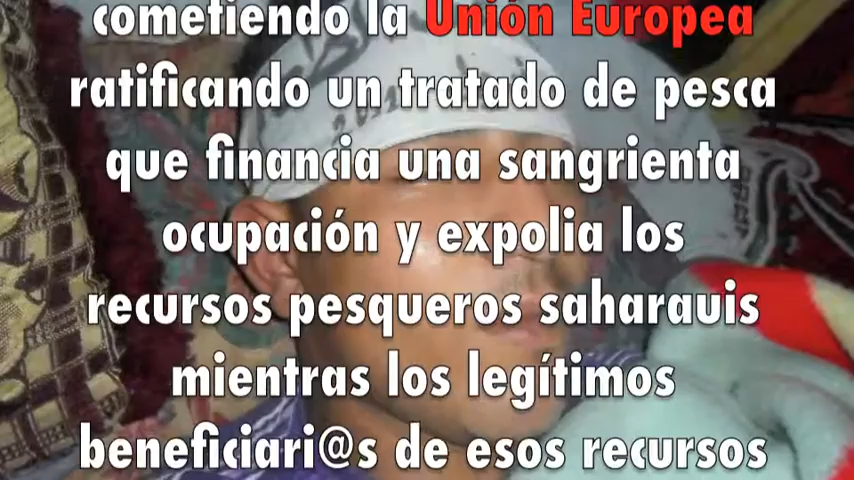 cometiendo la Unión Europea
ratificando un tratado de pesca
que financia una sangrienta
ocupación y expolia los
recursos pesqueros saharauis
mientras los legítimos
beneficiari@s de esos recursos